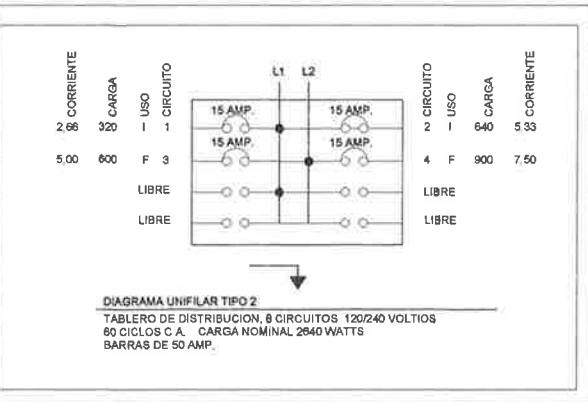 CORRIENTE CARGA USO CIRCUITO L1 L2 CIRCUITO USO CARGA CORRIENTE
15 AMP. 15 AMP.
2,66 320 I 1 2 I 640 5,33
15 AMP. 15 AMP.
5,00 600 F 3 4 F 900 7,50
LIBRE LIBRE
LIBRE LIBRE
DIAGRAMA UNIFILAR TIPO 2
TABLERO DE DISTRIBUCION, 8 CIRCUITOS 120/240 VOLTIOS
60 CICLOS C A. CARGA NOMINAL 2640 WATTS
BARRAS DE 50 AMP.